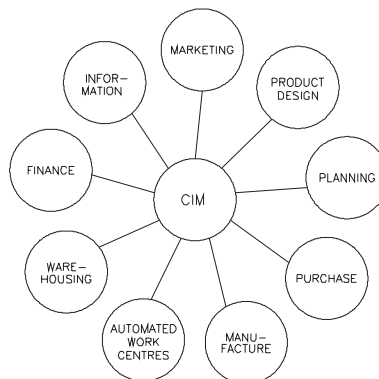 MARKETING
INFOR-
MATION
PRODUCT
DESIGN
FINANCE
CIM
PLANNING
WARE-
HOUSING
PURCHASE
AUTOMATED
WORK
CENTRES
MANU-
FACTURE